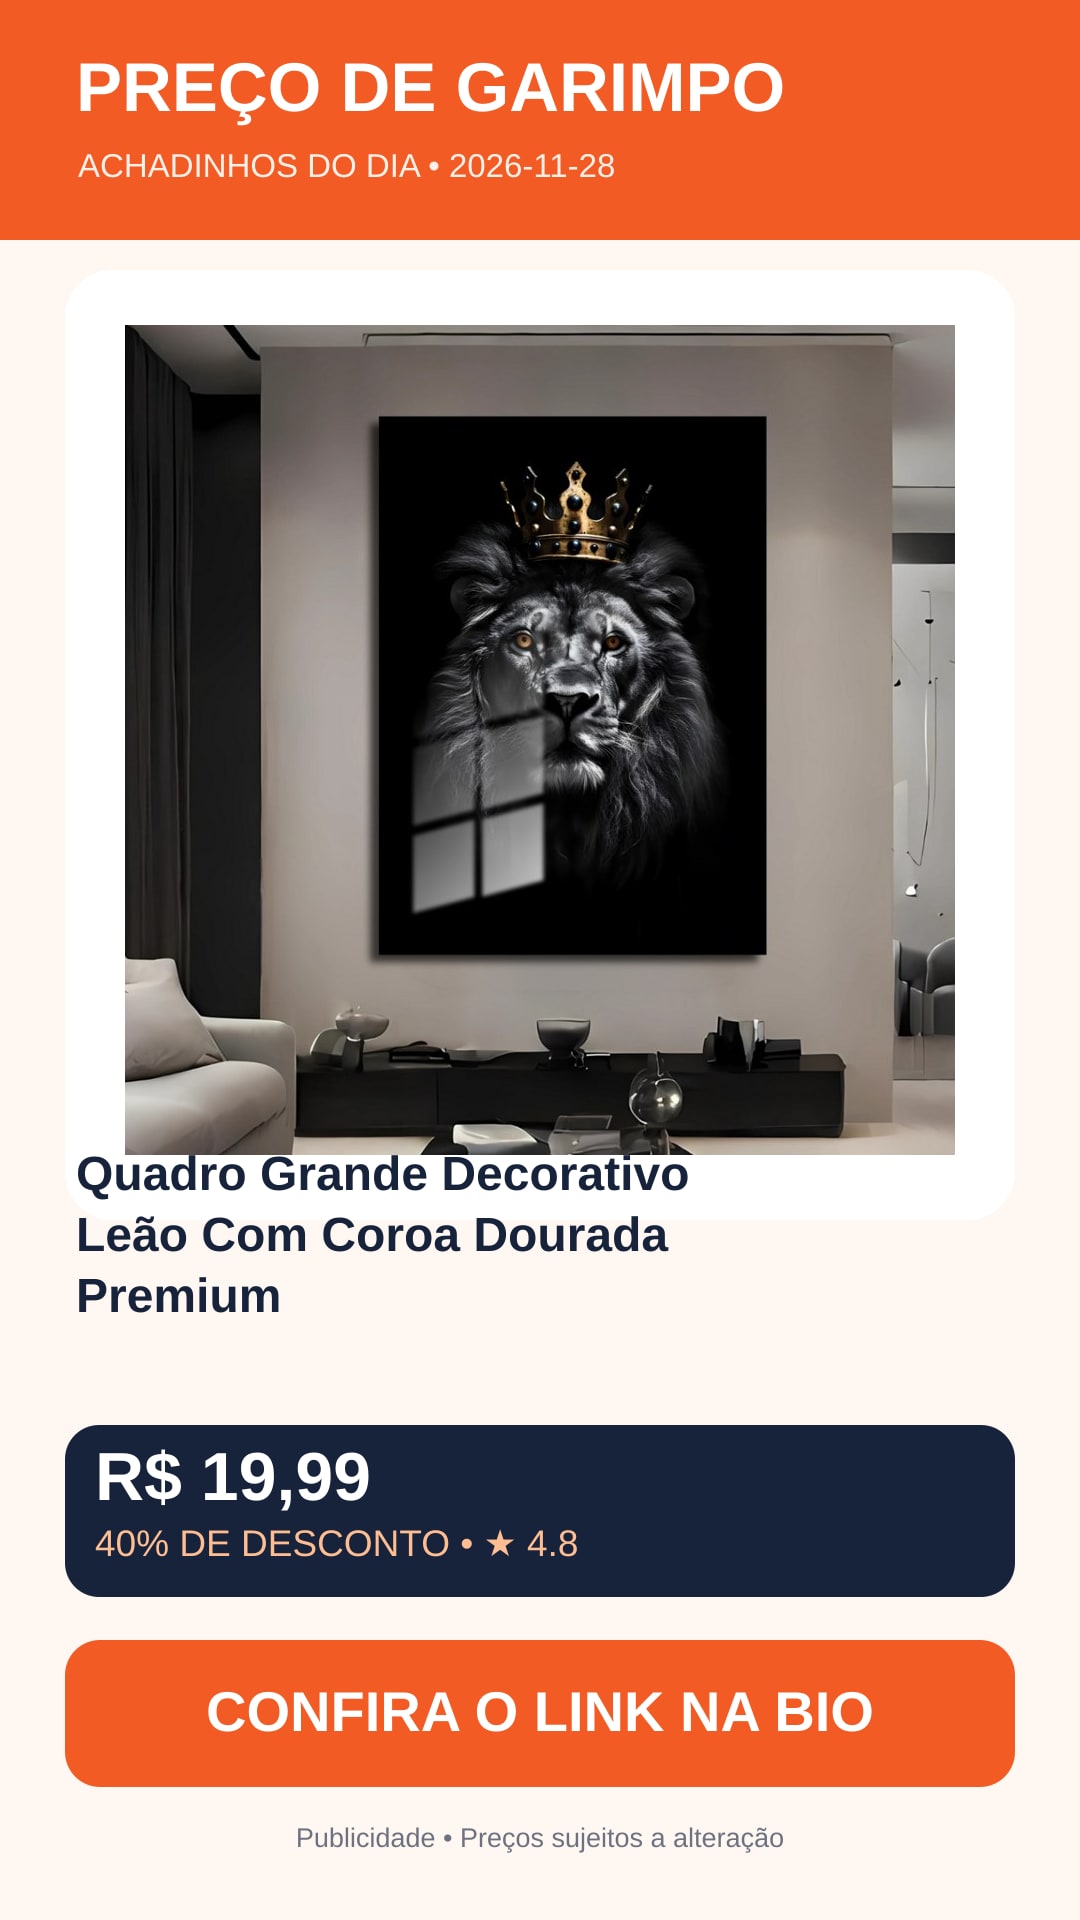 PREÇO DE GARIMPO
ACHADINHOS DO DIA • 2026-11-28
Quadro Grande Decorativo
Leão Com Coroa Dourada
Premium
R$ 19,99
40% DE DESCONTO • ★ 4.8
CONFIRA O LINK NA BIO
Publicidade • Preços sujeitos a alteração